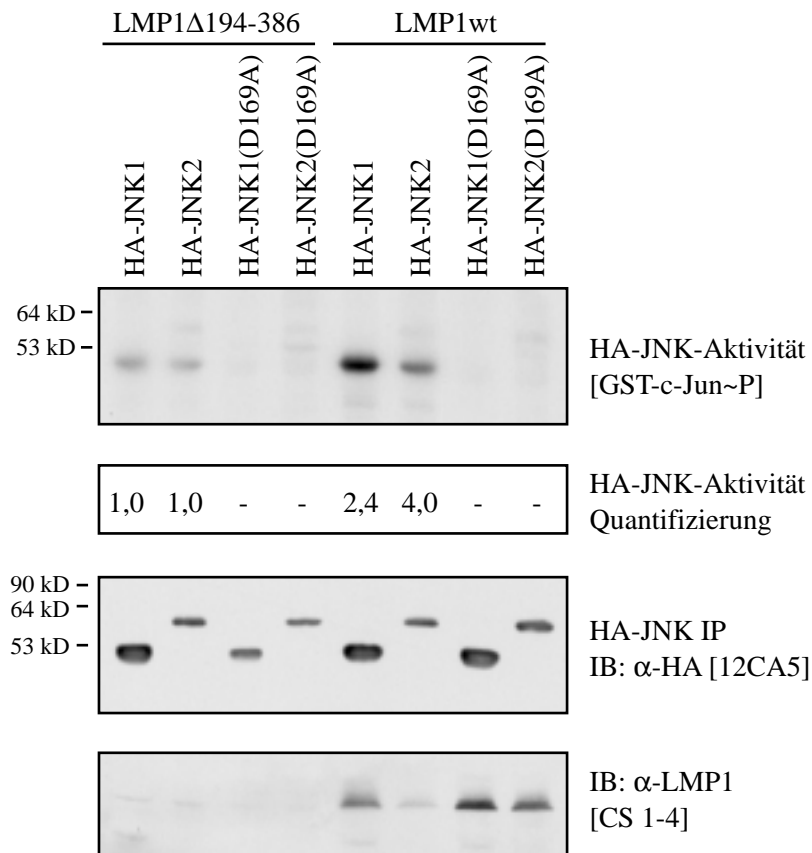 LMP1Δ194-386 LMP1wt
HA-JNK1
HA-JNK2
HA-JNK1(D169A)
HA-JNK2(D169A)
HA-JNK1
HA-JNK2
HA-JNK1(D169A)
HA-JNK2(D169A)
64 kD
53 kD
HA-JNK-Aktivität
[GST-c-Jun~P]
1,0 1,0 - - 2,4 4,0 - -
HA-JNK-Aktivität
Quantifizierung
90 kD
64 kD
53 kD
HA-JNK IP
IB: α-HA [12CA5]
IB: α-LMP1
[CS 1-4]